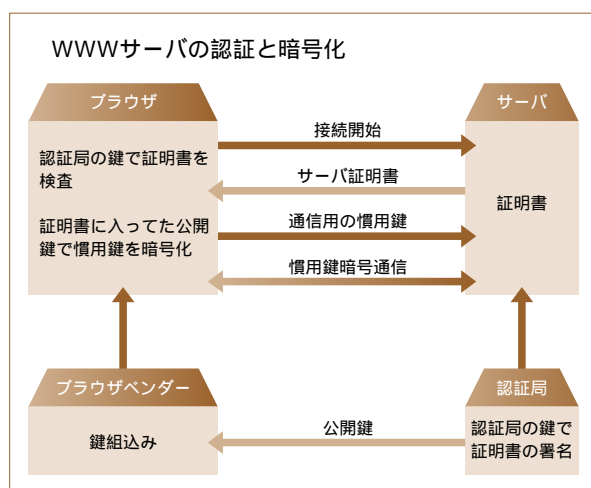 WWWサーバの認証と暗号化
ブラウザ
サーバ
認証局の鍵で証明書を
検査
証明書に入ってた公開
鍵で慣用鍵を暗号化
接続開始
サーバ証明書
通信用の慣用鍵
慣用鍵暗号通信
証明書
ブラウザベンダー
認証局
鍵組込み
公開鍵
認証局の鍵で
証明書の署名